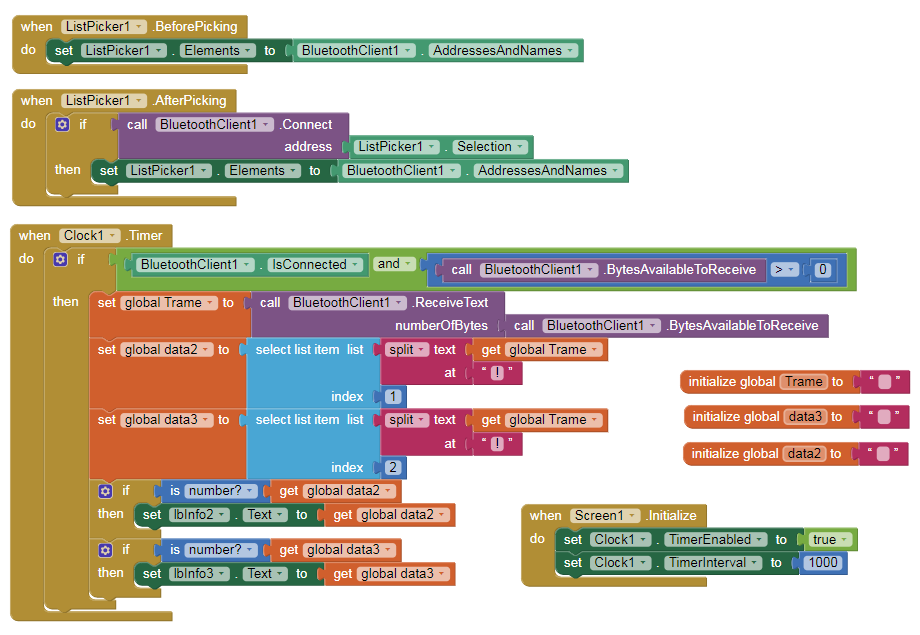 when ListPicker1 .BeforePicking
do set ListPicker1 . Elements to BluetoothClient1 . AddressesAndNames
when ListPicker1 .AfterPicking
do if call BluetoothClient1 .Connect
address ListPicker1 . Selection
then set ListPicker1 . Elements to BluetoothClient1 . AddressesAndNames
when Clock1 .Timer
do if BluetoothClient1 . IsConnected and call BluetoothClient1 .BytesAvailableToReceive > 0
then set global Trame to call BluetoothClient1 .ReceiveText
numberOfBytes call BluetoothClient1 .BytesAvailableToReceive
set global data2 to select list item list split text get global Trame
at " ! "
index 1
set global data3 to select list item list split text get global Trame
at " ! "
index 2
if is number? get global data2
then set lbInfo2 . Text to get global data2
if is number? get global data3
then set lbInfo3 . Text to get global data3
initialize global Trame to " "
initialize global data3 to " "
initialize global data2 to " "
when Screen1 .Initialize
do set Clock1 . TimerEnabled to true
set Clock1 . TimerInterval to 1000